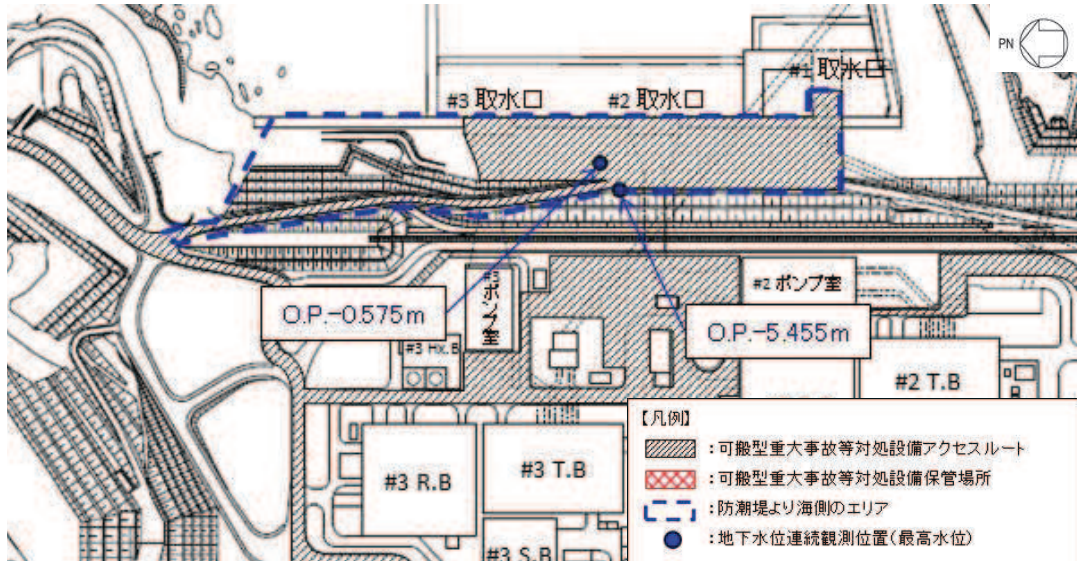 PN
#1 取水口
#3 取水口
#2 取水口
#3 ポンプ室
#2 ポンプ室
O.P.-0.575m
O.P.-5.455m
#3 Hx.B
#2 T.B
#3 R.B
#3 T.B
#3 S.B
【凡例】
:可搬型重大事故等対処設備アクセスルート
:可搬型重大事故等対処設備保管場所
:防潮堤より海側のエリア
:地下水位連続観測位置(最高水位)